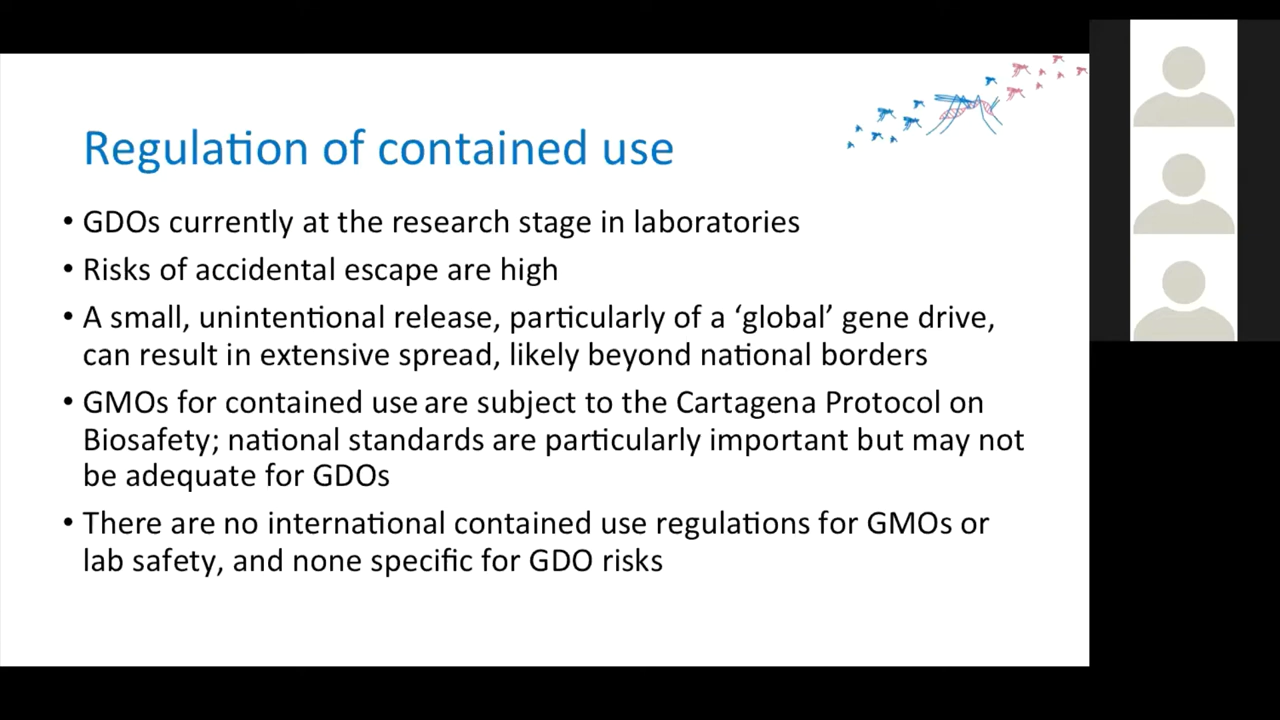 Regulation of contained use
• GDOs currently at the research stage in laboratories
• Risks of accidental escape are high
• A small, unintentional release, particularly of a ‘global’ gene drive,
can result in extensive spread, likely beyond national borders
• GMOs for contained use are subject to the Cartagena Protocol on
Biosafety; national standards are particularly important but may not
be adequate for GDOs
• There are no international contained use regulations for GMOs or
lab safety, and none specific for GDO risks